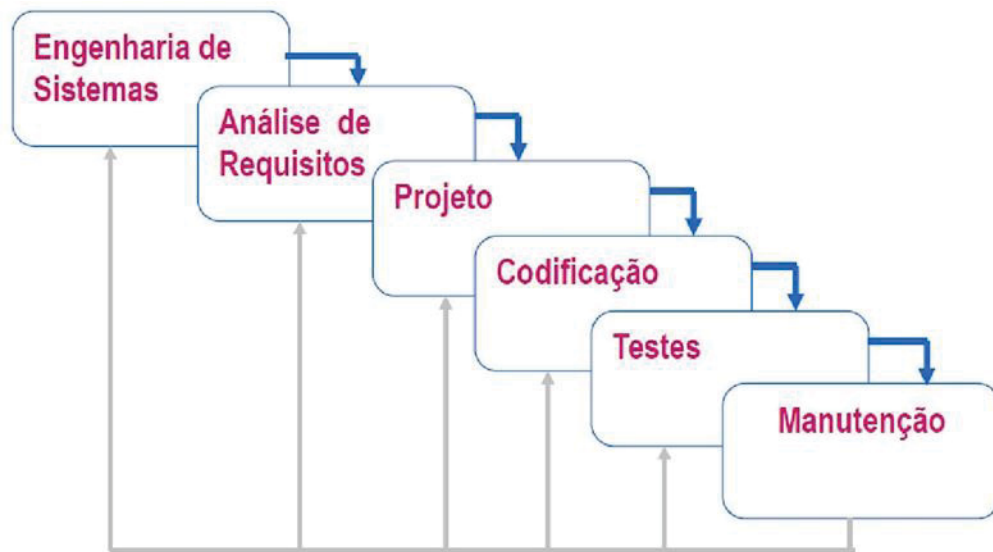 Engenharia de
Sistemas
Análise de
Requisitos
Projeto
Codificação
Testes
Manutenção